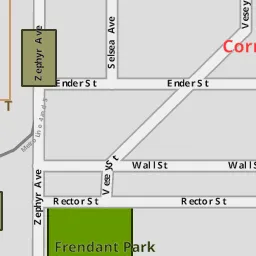 Zephyr Ave
Selsea Ave
Vesey
Corn
Ender St
Ender St
T
Vesey St
Wall St
Wall S
Zephyr Ave
Rector St
Rector St
Frendant Park